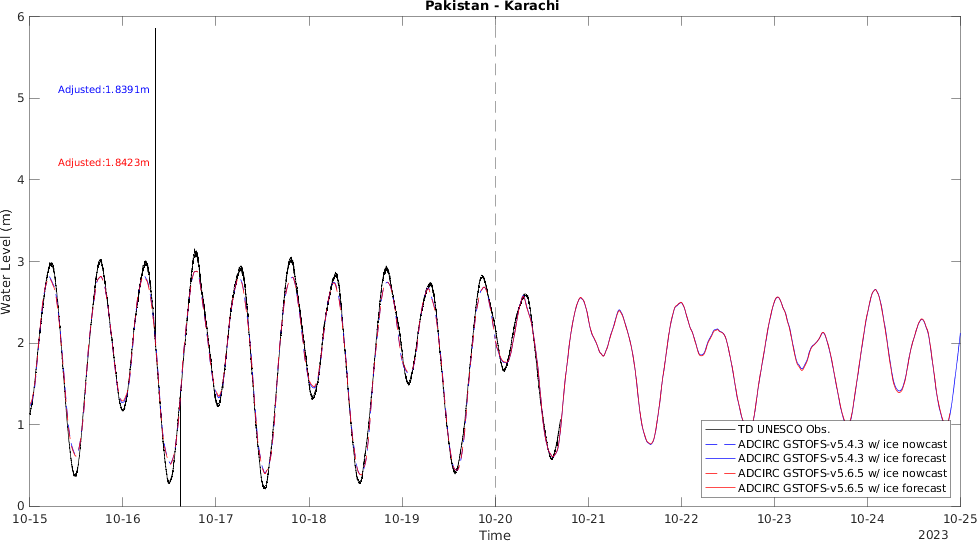 Pakistan - Karachi
6
5
4
3
2
1
0
Water Level (m)
Adjusted:1.8391m
Adjusted:1.8423m
TD UNESCO Obs.
ADCIRC GSTOFS-v5.4.3 w/ ice nowcast
ADCIRC GSTOFS-v5.4.3 w/ ice forecast
ADCIRC GSTOFS-v5.6.5 w/ ice nowcast
ADCIRC GSTOFS-v5.6.5 w/ ice forecast
10-15 10-16 10-17 10-18 10-19 10-20 10-21 10-22 10-23 10-24 10-25
Time
2023